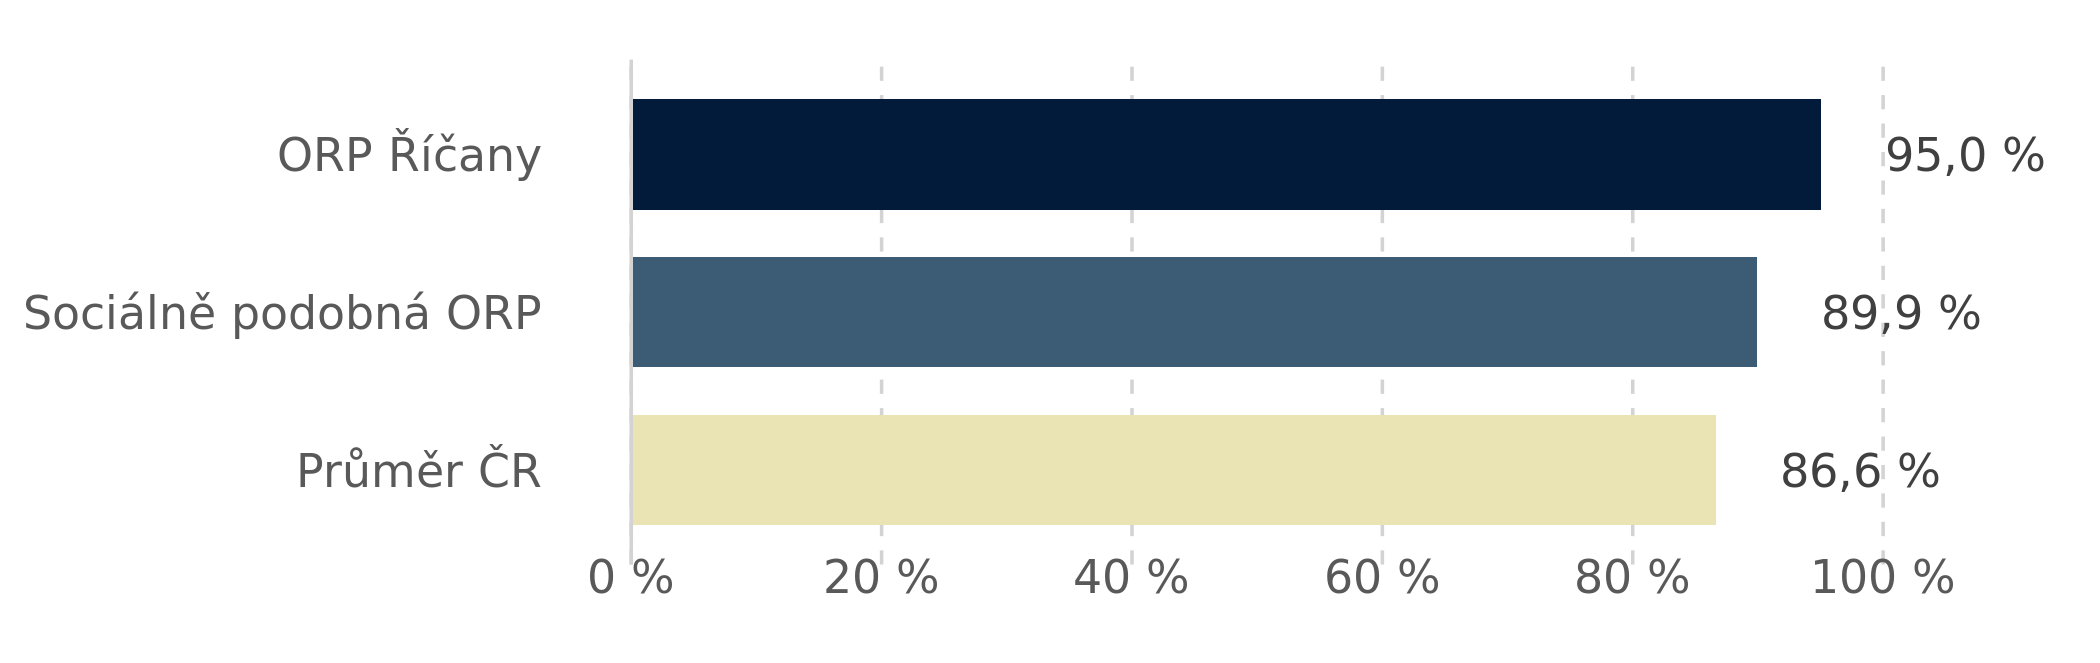 ORP Říčany 95,0 %
Sociálně podobná ORP 89,9 %
Průměr ČR 86,6 %
0 % 20 % 40 % 60 % 80 % 100 %